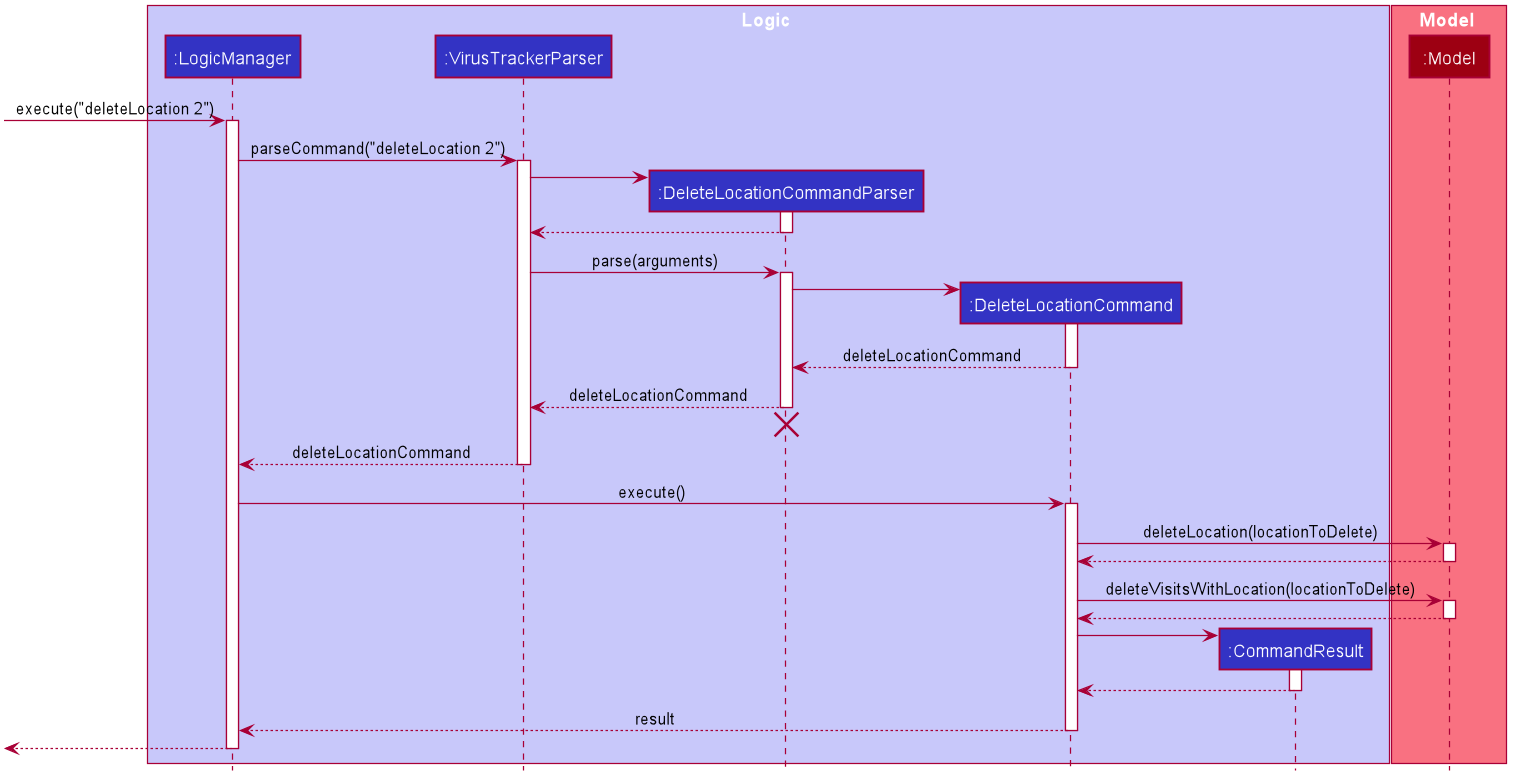 Logic
Model
:LogicManager
:VirusTrackerParser
:Model
execute("deleteLocation 2")
parseCommand("deleteLocation 2")
:DeleteLocationCommandParser
parse(arguments)
:DeleteLocationCommand
deleteLocationCommand
deleteLocationCommand
deleteLocationCommand
execute()
deleteLocation(locationToDelete)
deleteVisitsWithLocation(locationToDelete)
:CommandResult
result